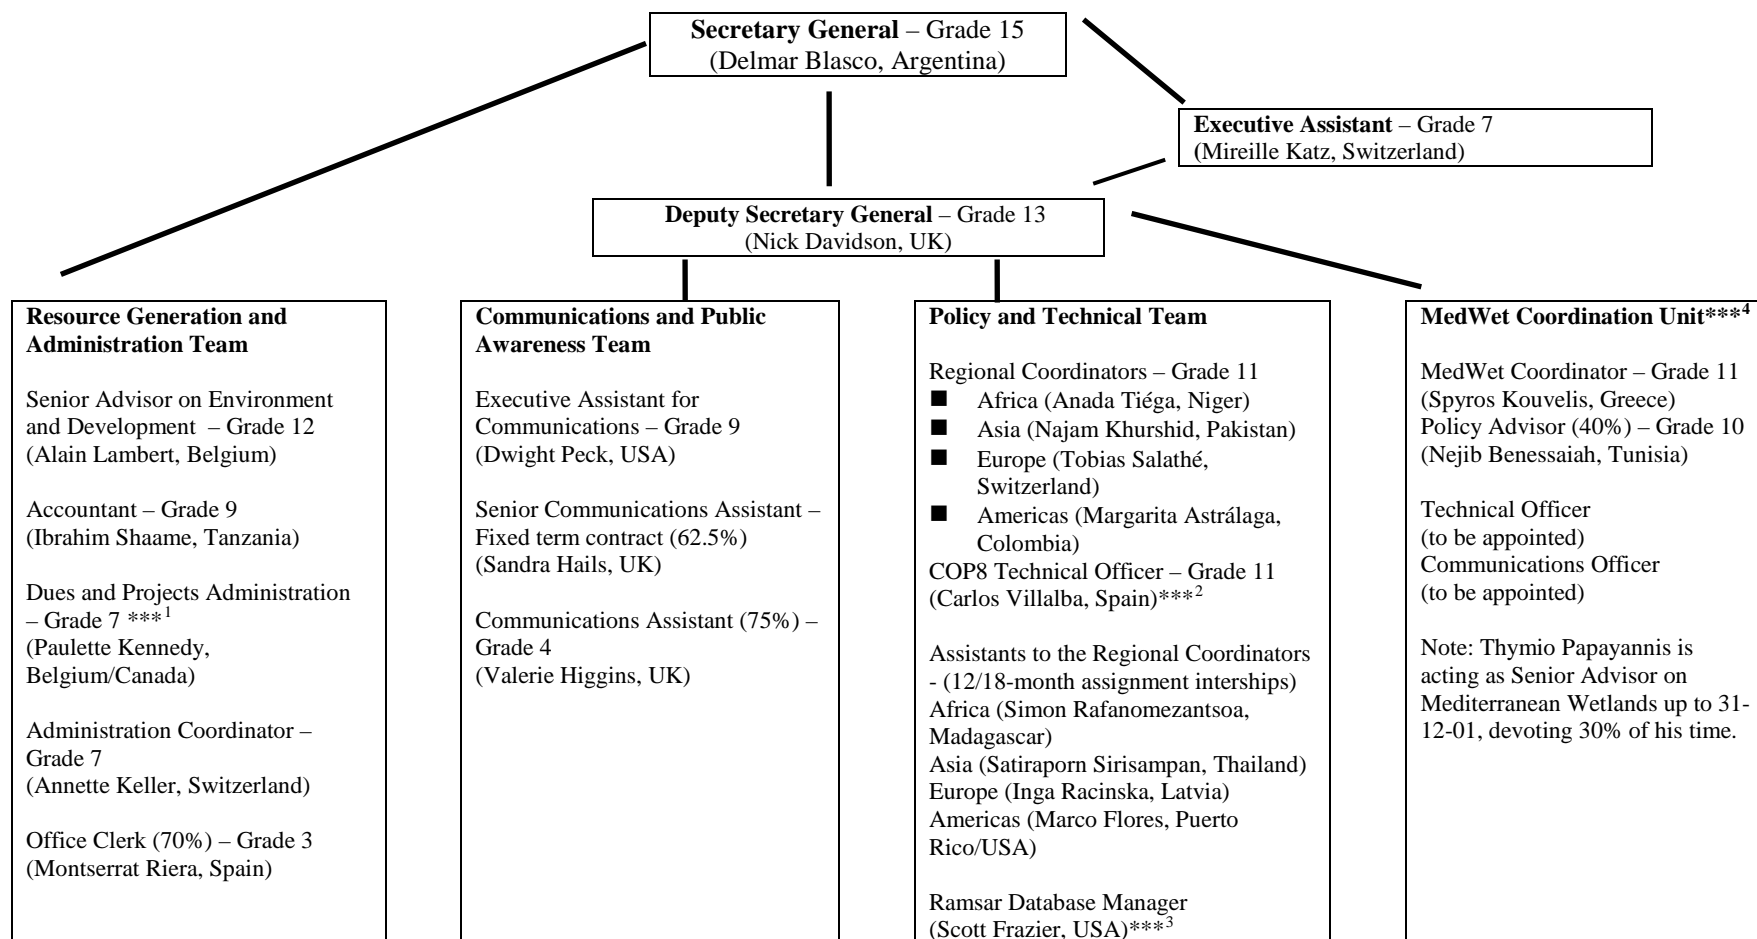 Secretary General – Grade 15
(Delmar Blasco, Argentina)
Executive Assistant – Grade 7
(Mireille Katz, Switzerland)
Deputy Secretary General – Grade 13
(Nick Davidson, UK)
Resource Generation and
Administration Team
Senior Advisor on Environment
and Development – Grade 12
(Alain Lambert, Belgium)
Accountant – Grade 9
(Ibrahim Shaame, Tanzania)
Dues and Projects Administration
– Grade 7 ***1
(Paulette Kennedy,
Belgium/Canada)
Administration Coordinator –
Grade 7
(Annette Keller, Switzerland)
Office Clerk (70%) – Grade 3
(Montserrat Riera, Spain)
Communications and Public
Awareness Team
Executive Assistant for
Communications – Grade 9
(Dwight Peck, USA)
Senior Communications Assistant –
Fixed term contract (62.5%)
(Sandra Hails, UK)
Communications Assistant (75%) –
Grade 4
(Valerie Higgins, UK)
Policy and Technical Team
Regional Coordinators – Grade 11
■ Africa (Anada Tiéga, Niger)
■ Asia (Najam Khurshid, Pakistan)
■ Europe (Tobias Salathé,
Switzerland)
■ Americas (Margarita Astrálaga,
Colombia)
COP8 Technical Officer – Grade 11
(Carlos Villalba, Spain)***2
Assistants to the Regional Coordinators
- (12/18-month assignment interships)
Africa (Simon Rafanomezantsoa,
Madagascar)
Asia (Satiraporn Sirisampan, Thailand)
Europe (Inga Racinska, Latvia)
Americas (Marco Flores, Puerto
Rico/USA)
Ramsar Database Manager
(Scott Frazier, USA)***3
MedWet Coordination Unit***4
MedWet Coordinator – Grade 11
(Spyros Kouvelis, Greece)
Policy Advisor (40%) – Grade 10
(Nejib Benessaiah, Tunisia)
Technical Officer
(to be appointed)
Communications Officer
(to be appointed)
Note: Thymio Papayannis is
acting as Senior Advisor on
Mediterranean Wetlands up to 31-
12-01, devoting 30% of his time.